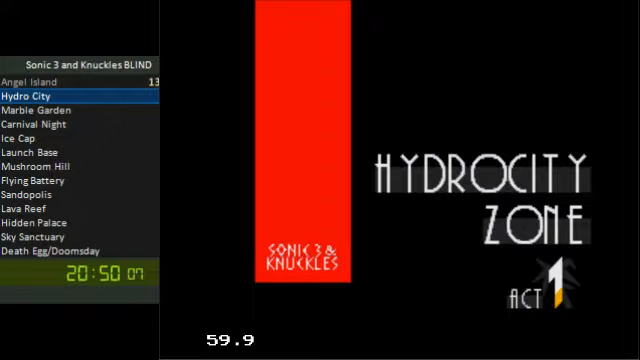 Sonic 3 and Knuckles BLIND
Angel Island 13
Hydro City
Marble Garden
Carnival Night
Ice Cap
Launch Base
Mushroom Hill
Flying Battery
Sandopolis
Lava Reef
Hidden Palace
Sky Sanctuary
Death Egg/Doomsday
20:50 07
SONIC 3 &
KNUCKLES
HYDROCITY
ZONE
ACT 1
59.9